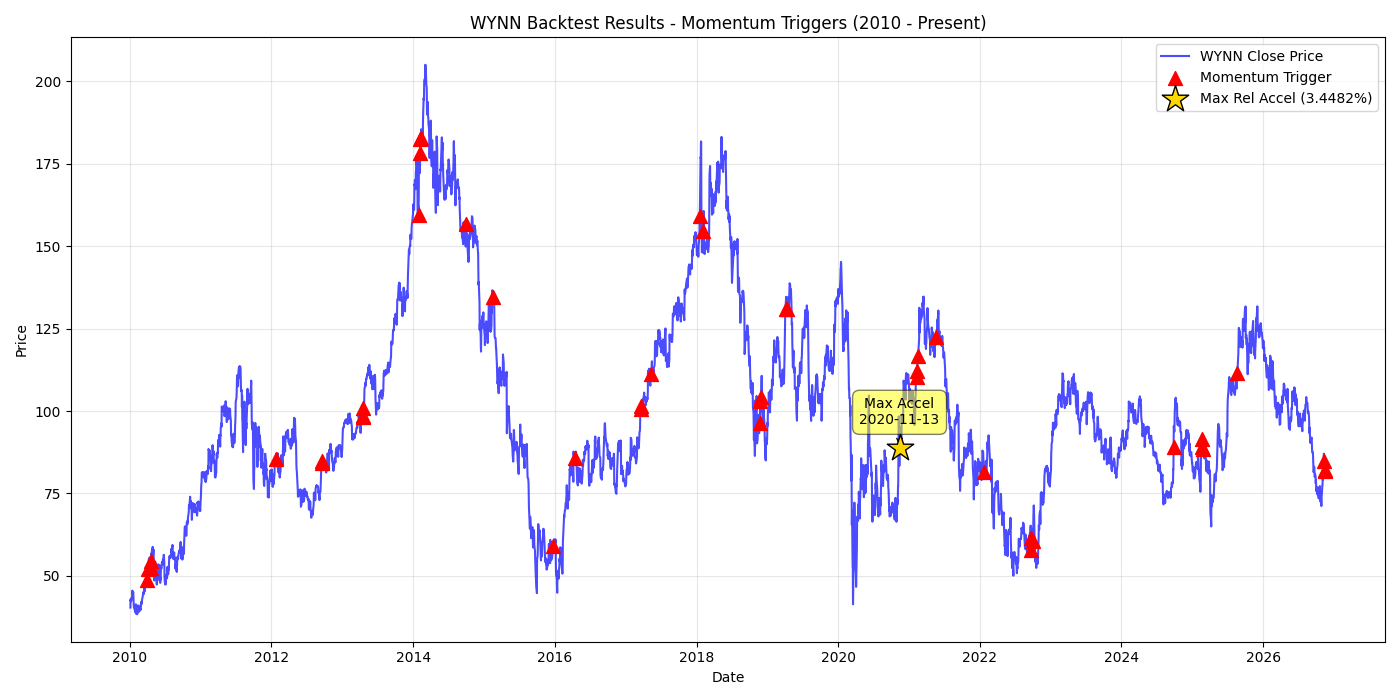 WYNN Backtest Results - Momentum Triggers (2010 - Present)
WYNN Close Price
Momentum Trigger
Max Rel Accel (3.4482%)
Price
200
175
150
125
100
75
50
Max Accel
2020-11-13
2010 2012 2014 2016 2018 2020 2022 2024 2026
Date